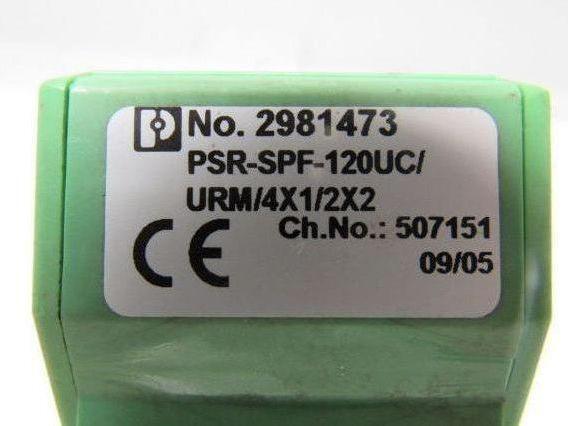 No. 2981473
PSR-SPF-120UC/
URM/4X1/2X2
Ch.No.: 507151
CE
09/05